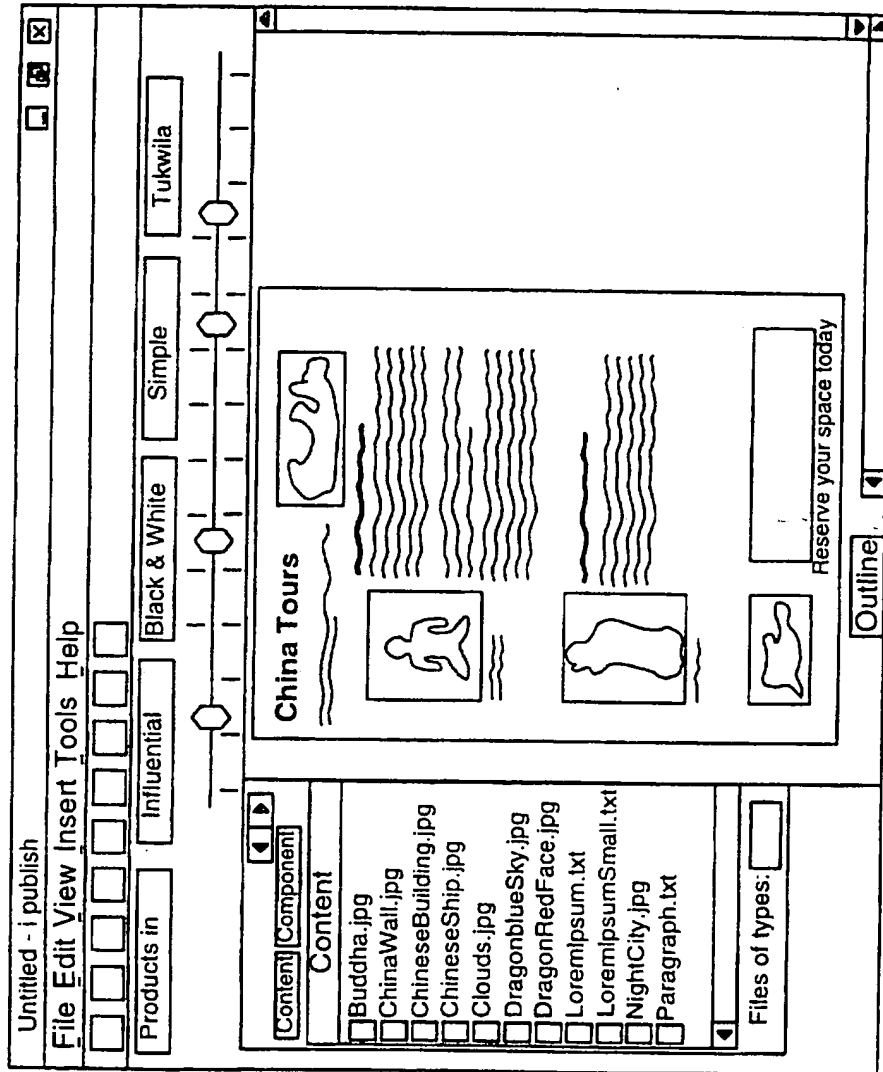 Untitled - i publish
File Edit View Insert Tools Help
Products in
Influential
Black & White
Simple
Tukwila
Content
Component
Content
Buddha.jpg
ChinaWall.jpg
ChineseBuilding.jpg
ChineseShip.jpg
Clouds.jpg
DragonblueSky.jpg
DragonRedFace.jpg
LoremIpsum.txt
LoremIpsumSmall.txt
NightCity.jpg
Paragraph.txt
Files of types:
China Tours
Reserve your space today
Outline